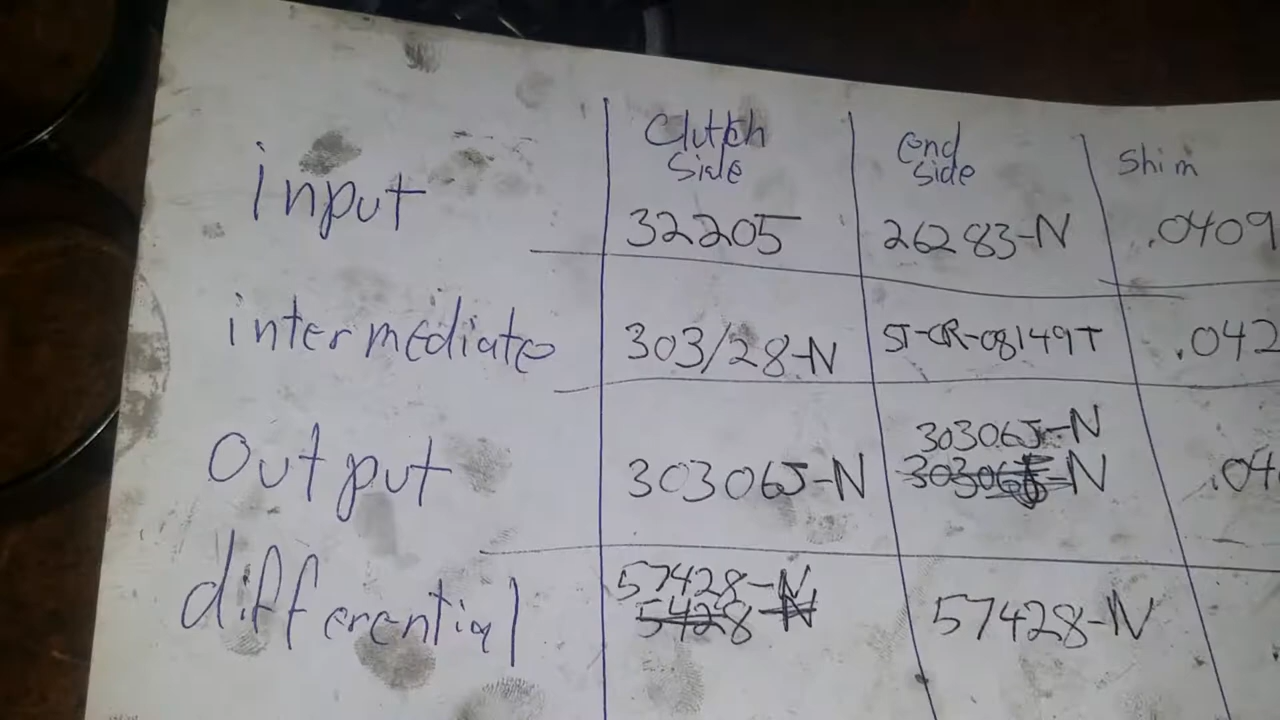 Clutch Side
end side
Shim
input 32205 26283-N .0409
intermediate 303/28-N ST-CR-08149T .042
30306J-N
output 30306J-N 30306J-N .04
57428-N
differential 5428-N 57428-N